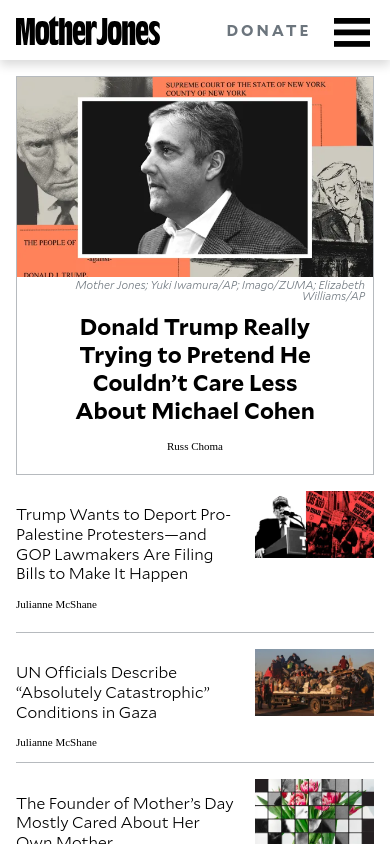 Mother Jones
DONATE
SUPREME COURT OF THE STATE OF NEW YORK
COUNTY OF NEW YORK
THE PEOPLE OF
-against-
DONALD J. TRUMP,
Mother Jones; Yuki Iwamura/AP; Imago/ZUMA; Elizabeth
Williams/AP
Donald Trump Really
Trying to Pretend He
Couldn’t Care Less
About Michael Cohen
Russ Choma
Trump Wants to Deport Pro-
Palestine Protesters—and
GOP Lawmakers Are Filing
Bills to Make It Happen
Julianne McShane
UN Officials Describe
“Absolutely Catastrophic”
Conditions in Gaza
Julianne McShane
The Founder of Mother’s Day
Mostly Cared About Her
Own Mother